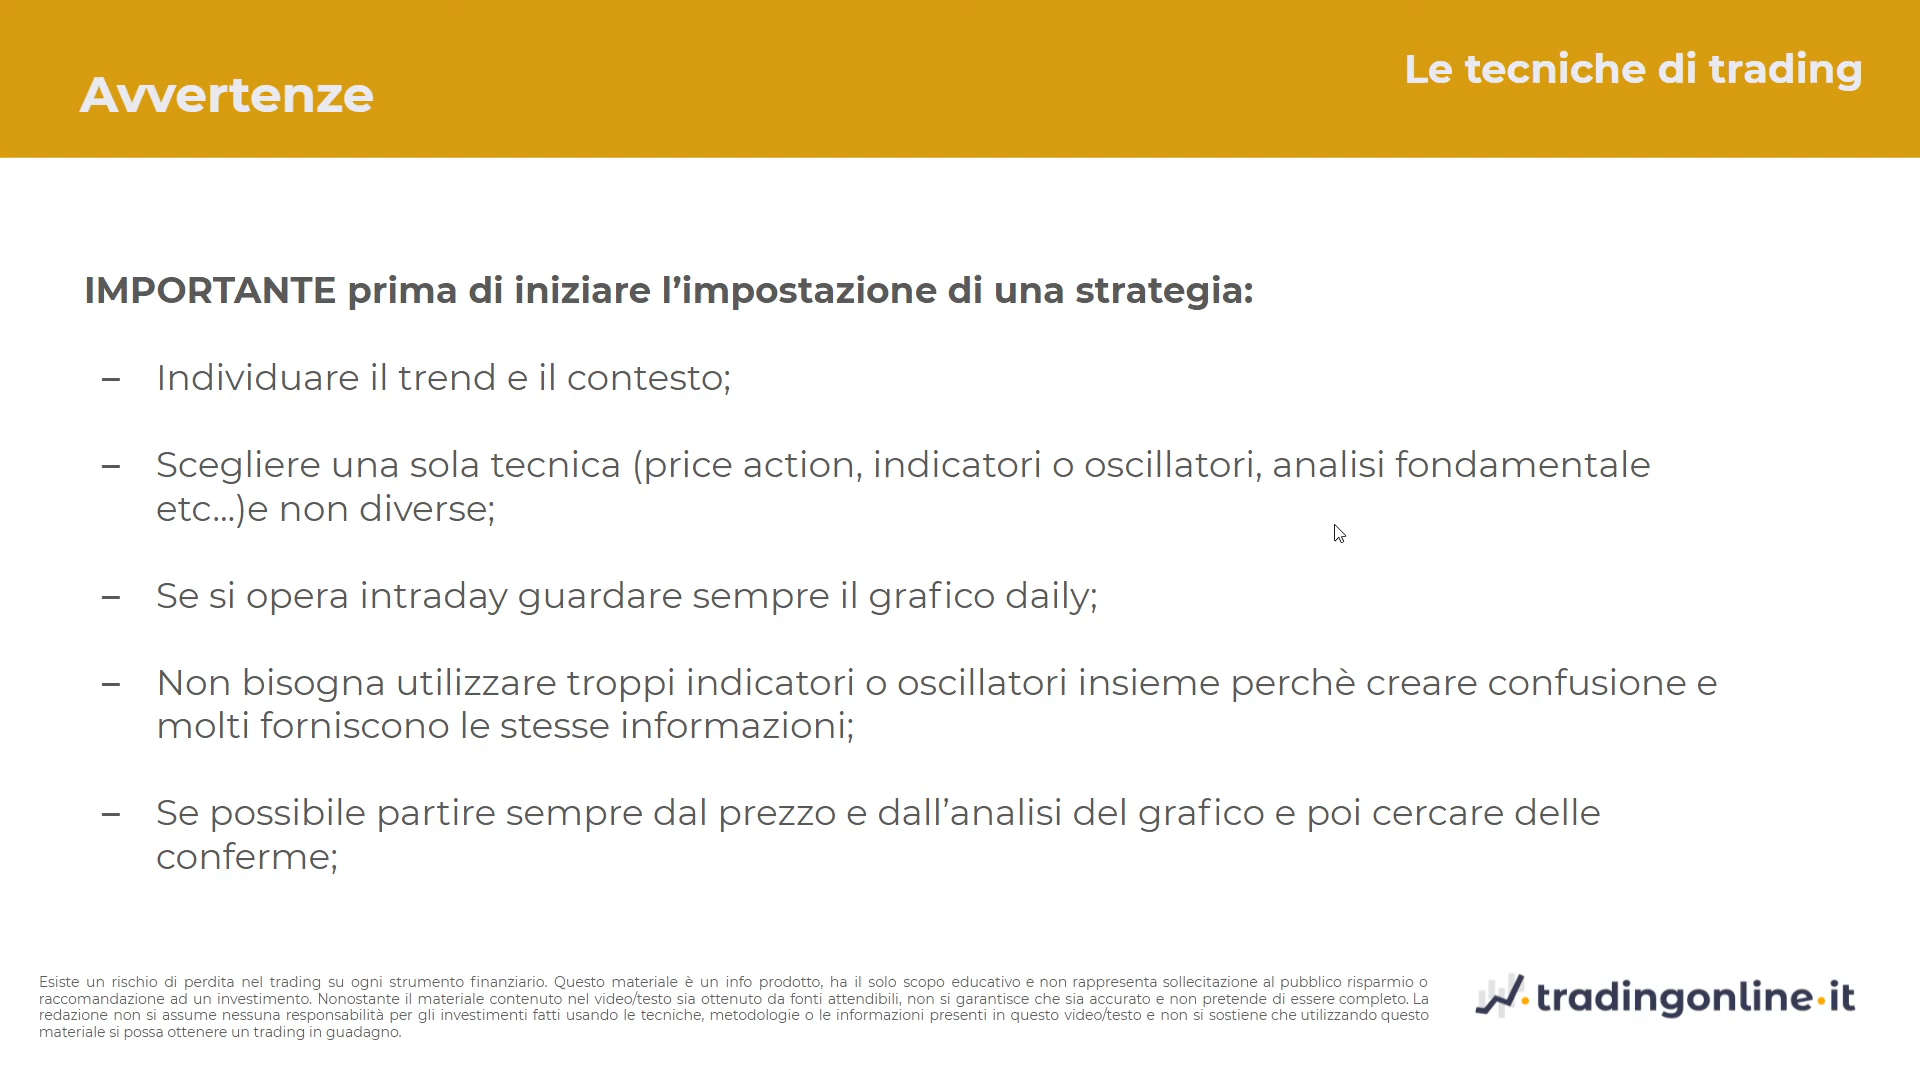 Avvertenze
Le tecniche di trading
IMPORTANTE prima di iniziare l’impostazione di una strategia:
– Individuare il trend e il contesto;
– Scegliere una sola tecnica (price action, indicatori o oscillatori, analisi fondamentale
etc...)e non diverse;
– Se si opera intraday guardare sempre il grafico daily;
– Non bisogna utilizzare troppi indicatori o oscillatori insieme perchè creare confusione e
molti forniscono le stesse informazioni;
– Se possibile partire sempre dal prezzo e dall’analisi del grafico e poi cercare delle
conferme;
Esiste un rischio di perdita nel trading su ogni strumento finanziario. Questo materiale è un info prodotto, ha il solo scopo educativo e non rappresenta sollecitazione al pubblico risparmio o
raccomandazione ad un investimento. Nonostante il materiale contenuto nel video/testo sia ottenuto da fonti attendibili, non si garantisce che sia accurato e non pretende di essere completo. La
redazione non si assume nessuna responsabilità per gli investimenti fatti usando le tecniche, metodologie o le informazioni presenti in questo video/testo e non si sostiene che utilizzando questo
materiale si possa ottenere un trading in guadagno.
tradingonline.it